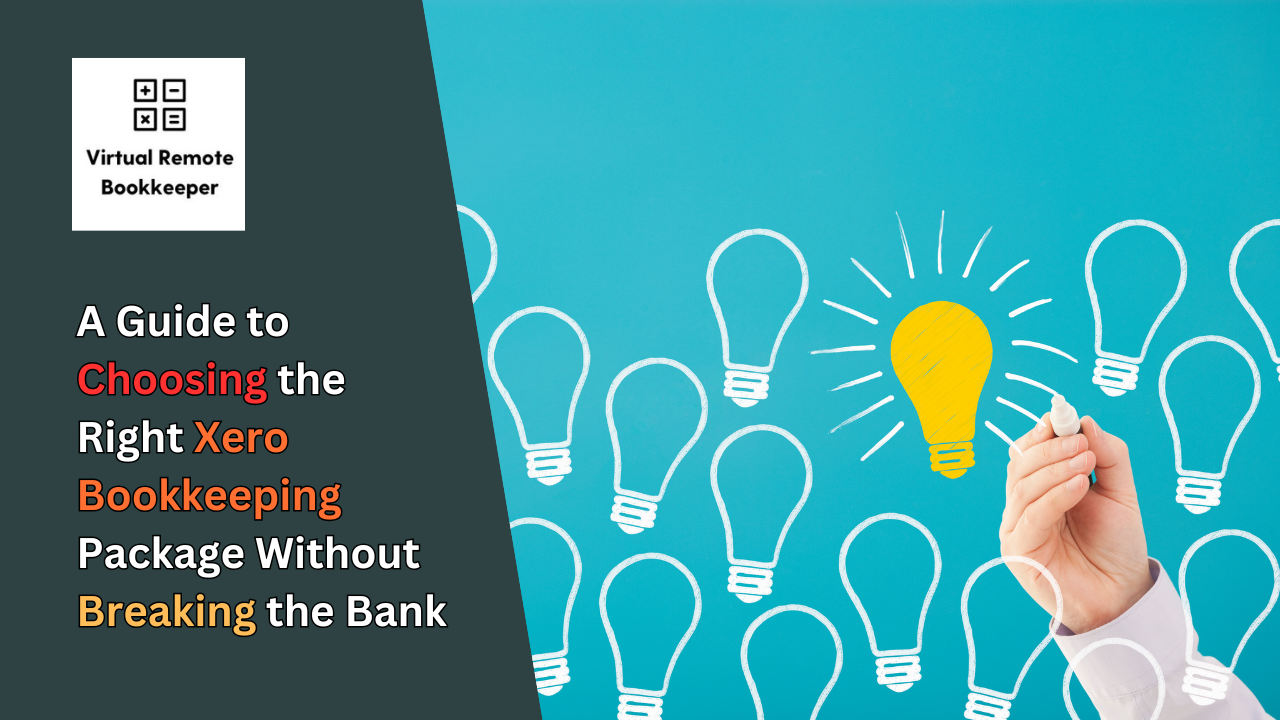 Virtual Remote
Bookkeeper
A Guide to
Choosing the
Right Xero
Bookkeeping
Package Without
Breaking the Bank